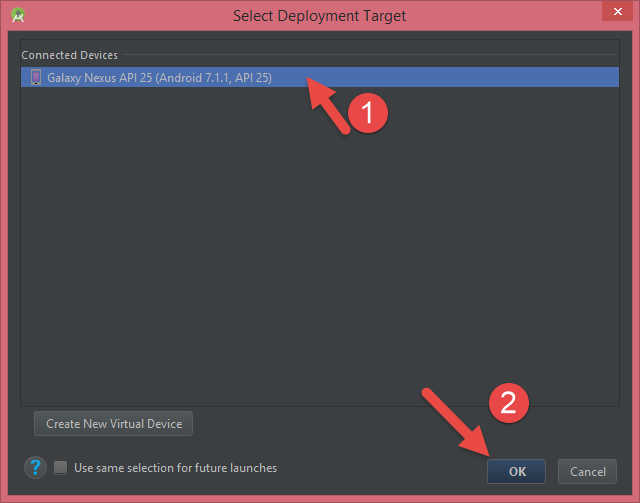 Select Deployment Target
Connected Devices
Galaxy Nexus API 25 (Android 7.1.1, API 25)
1
2
Create New Virtual Device
? Use same selection for future launches
OK Cancel